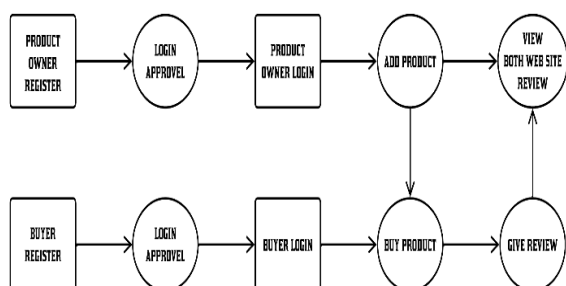 PRODUCT
OWNER
REGISTER
LOGIN
APPROVEL
PRODUCT
OWNER LOGIN
ADD PRODUCT
VIEW
BOTH WEB SITE
REVIEW
BUYER
REGISTER
LOGIN
APPROVEL
BUYER LOGIN
BUY PRODUCT
GIVE REVIEW